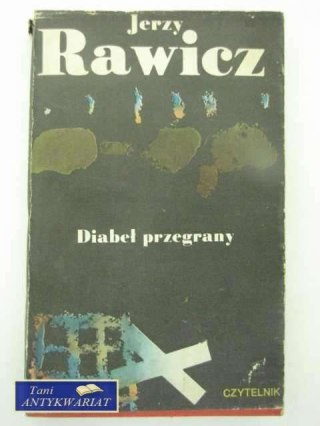 Jerzy
Rawicz
Diabeł przegrany
CZYTELNIK
Tani
ANTYKWARIAT